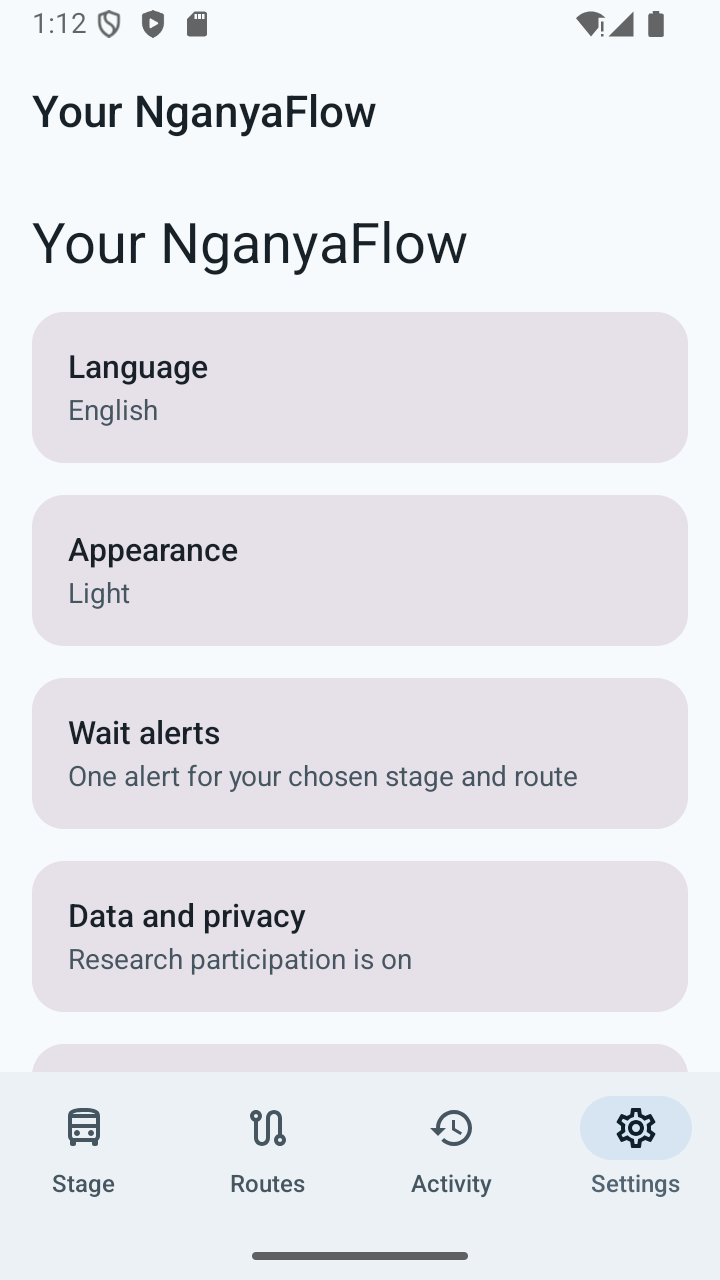 1:12
Your NganyaFlow
Your NganyaFlow
Language
English
Appearance
Light
Wait alerts
One alert for your chosen stage and route
Data and privacy
Research participation is on
Stage
Routes
Activity
Settings